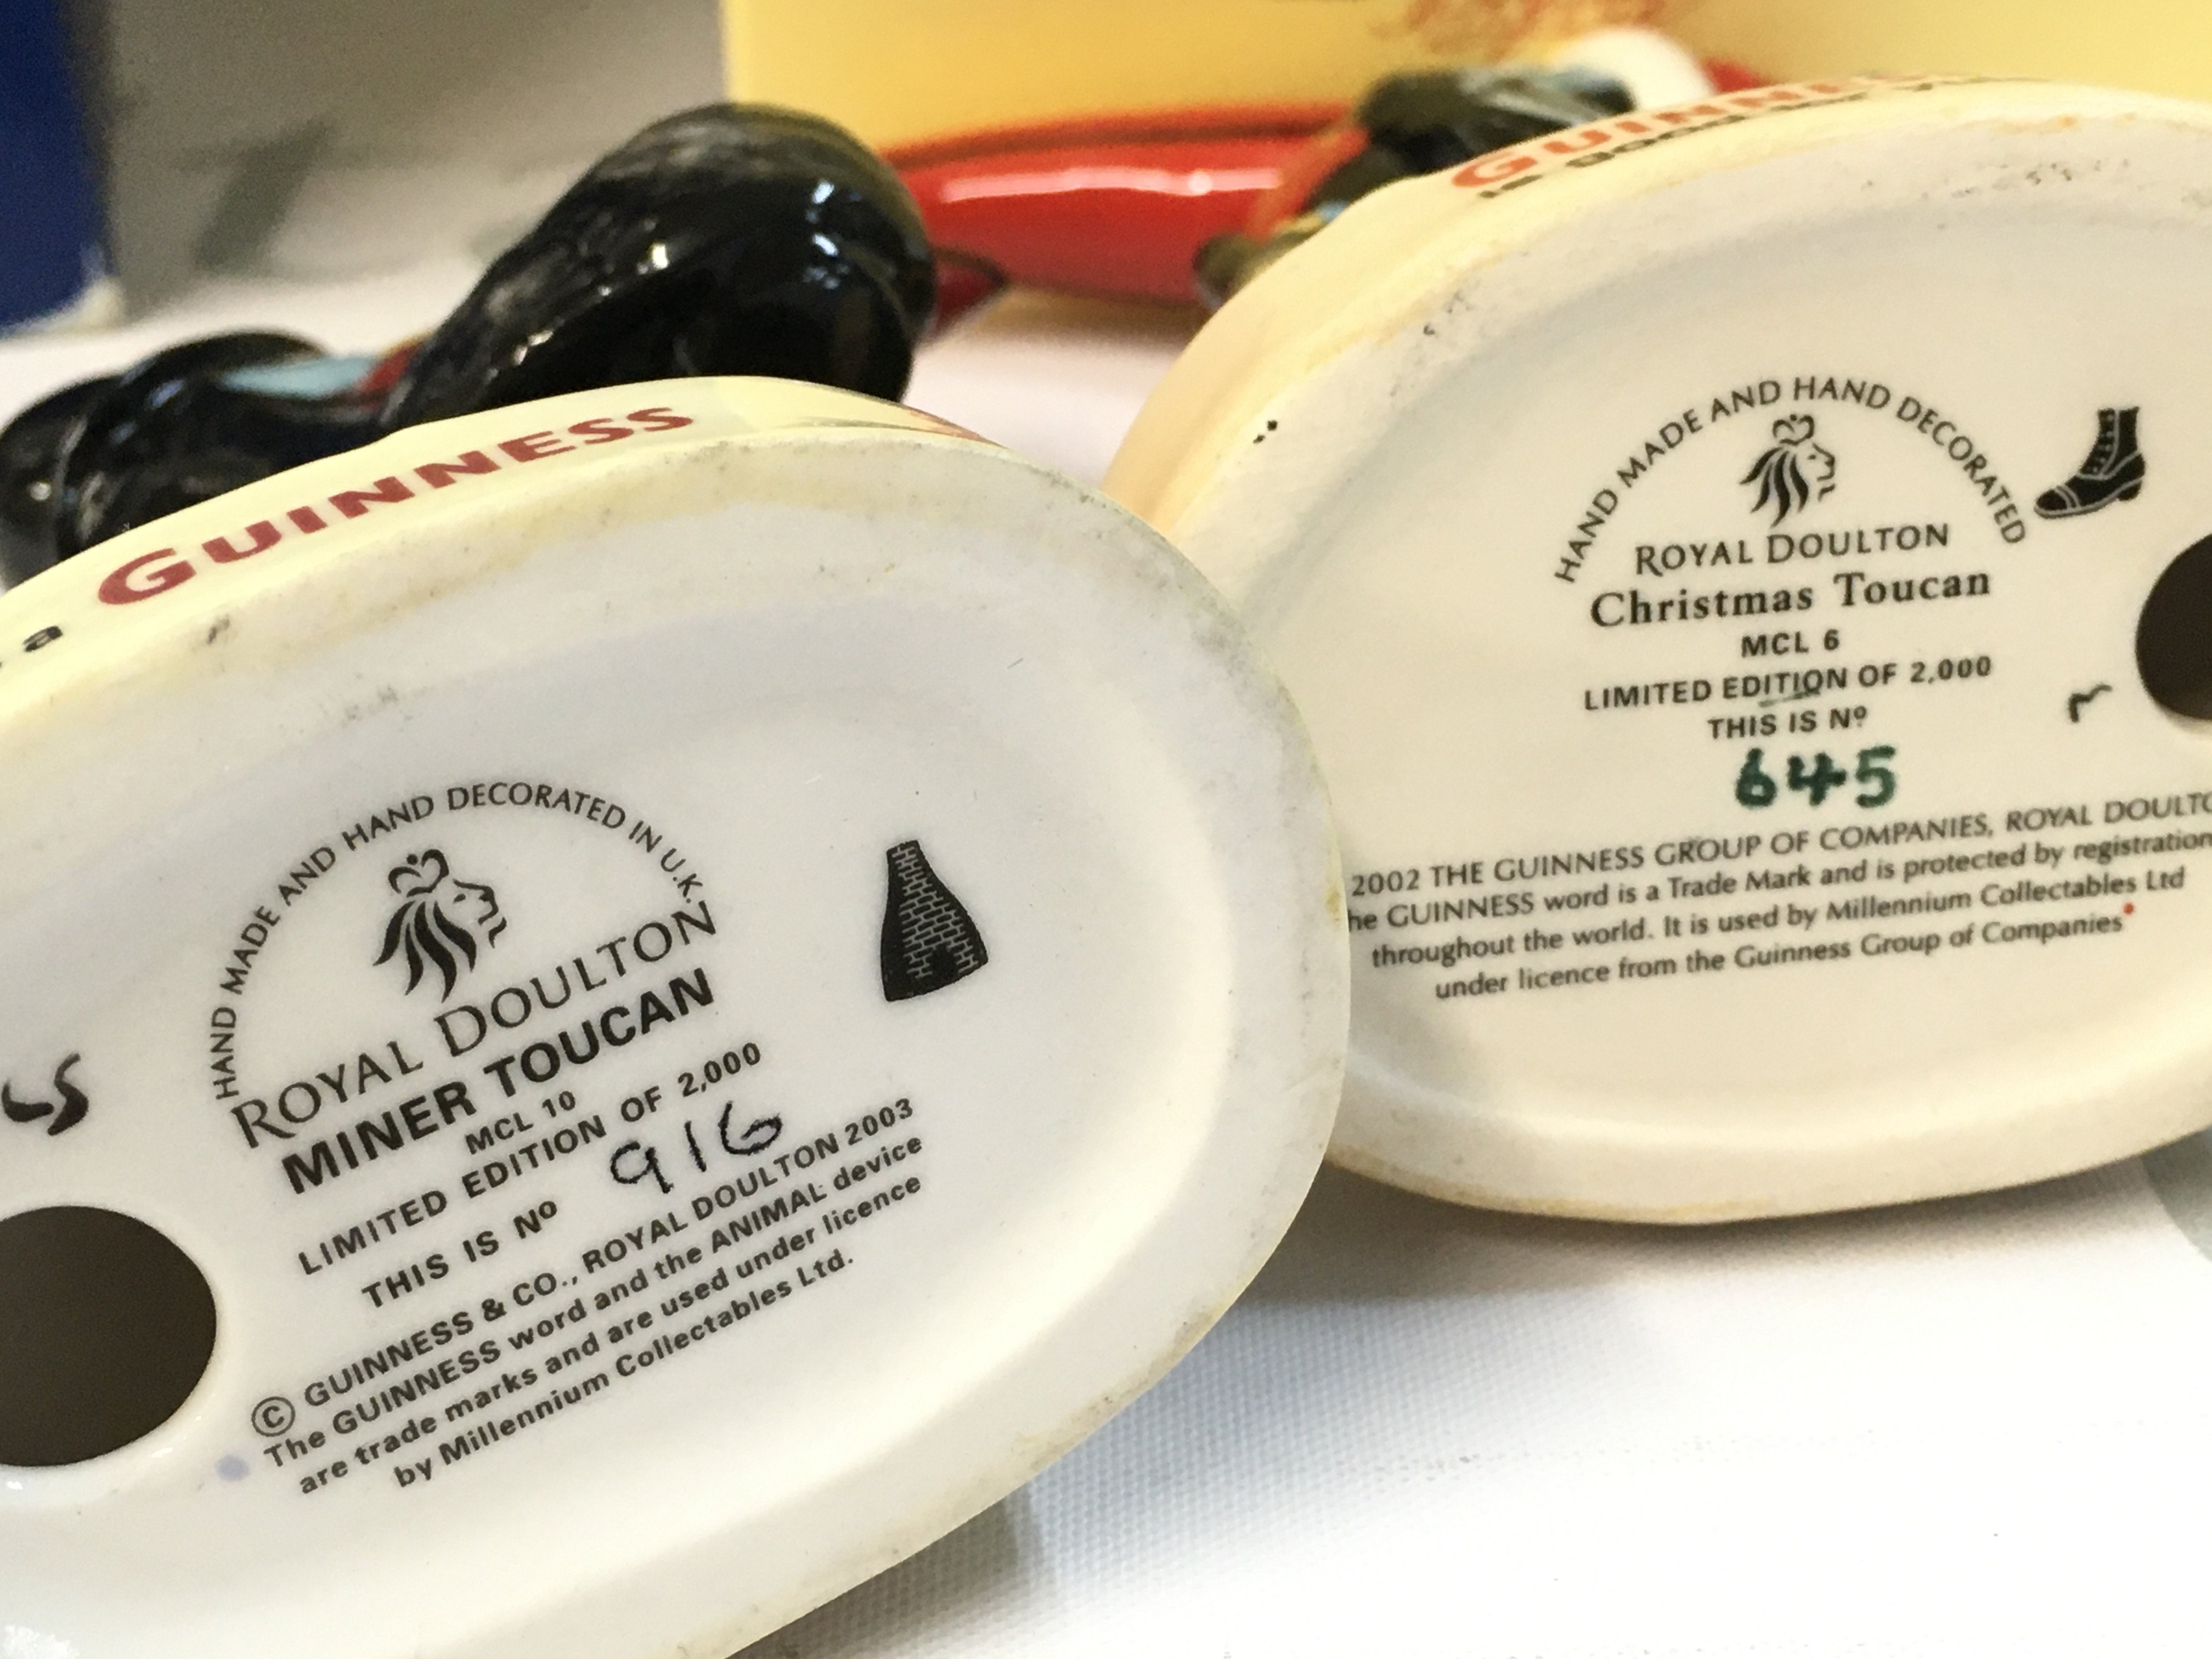 GUINNESS
a
HAND MADE AND HAND DECORATED IN U.K.
ROYAL DOULTON
MINER TOUCAN
MCL 10
LIMITED EDITION OF 2,000
THIS IS Nº 916
© GUINNESS & CO., ROYAL DOULTON 2003
The GUINNESS word and the ANIMAL device
are trade marks and are used under licence
by Millennium Collectables Ltd.
GUINNESS
is good for
HAND MADE AND HAND DECORATED
ROYAL DOULTON
Christmas Toucan
MCL 6
LIMITED EDITION OF 2,000
THIS IS Nº
645
2002 THE GUINNESS GROUP OF COMPANIES, ROYAL DOULTO
he GUINNESS word is a Trade Mark and is protected by registration
throughout the world. It is used by Millennium Collectables Ltd
under licence from the Guinness Group of Companies